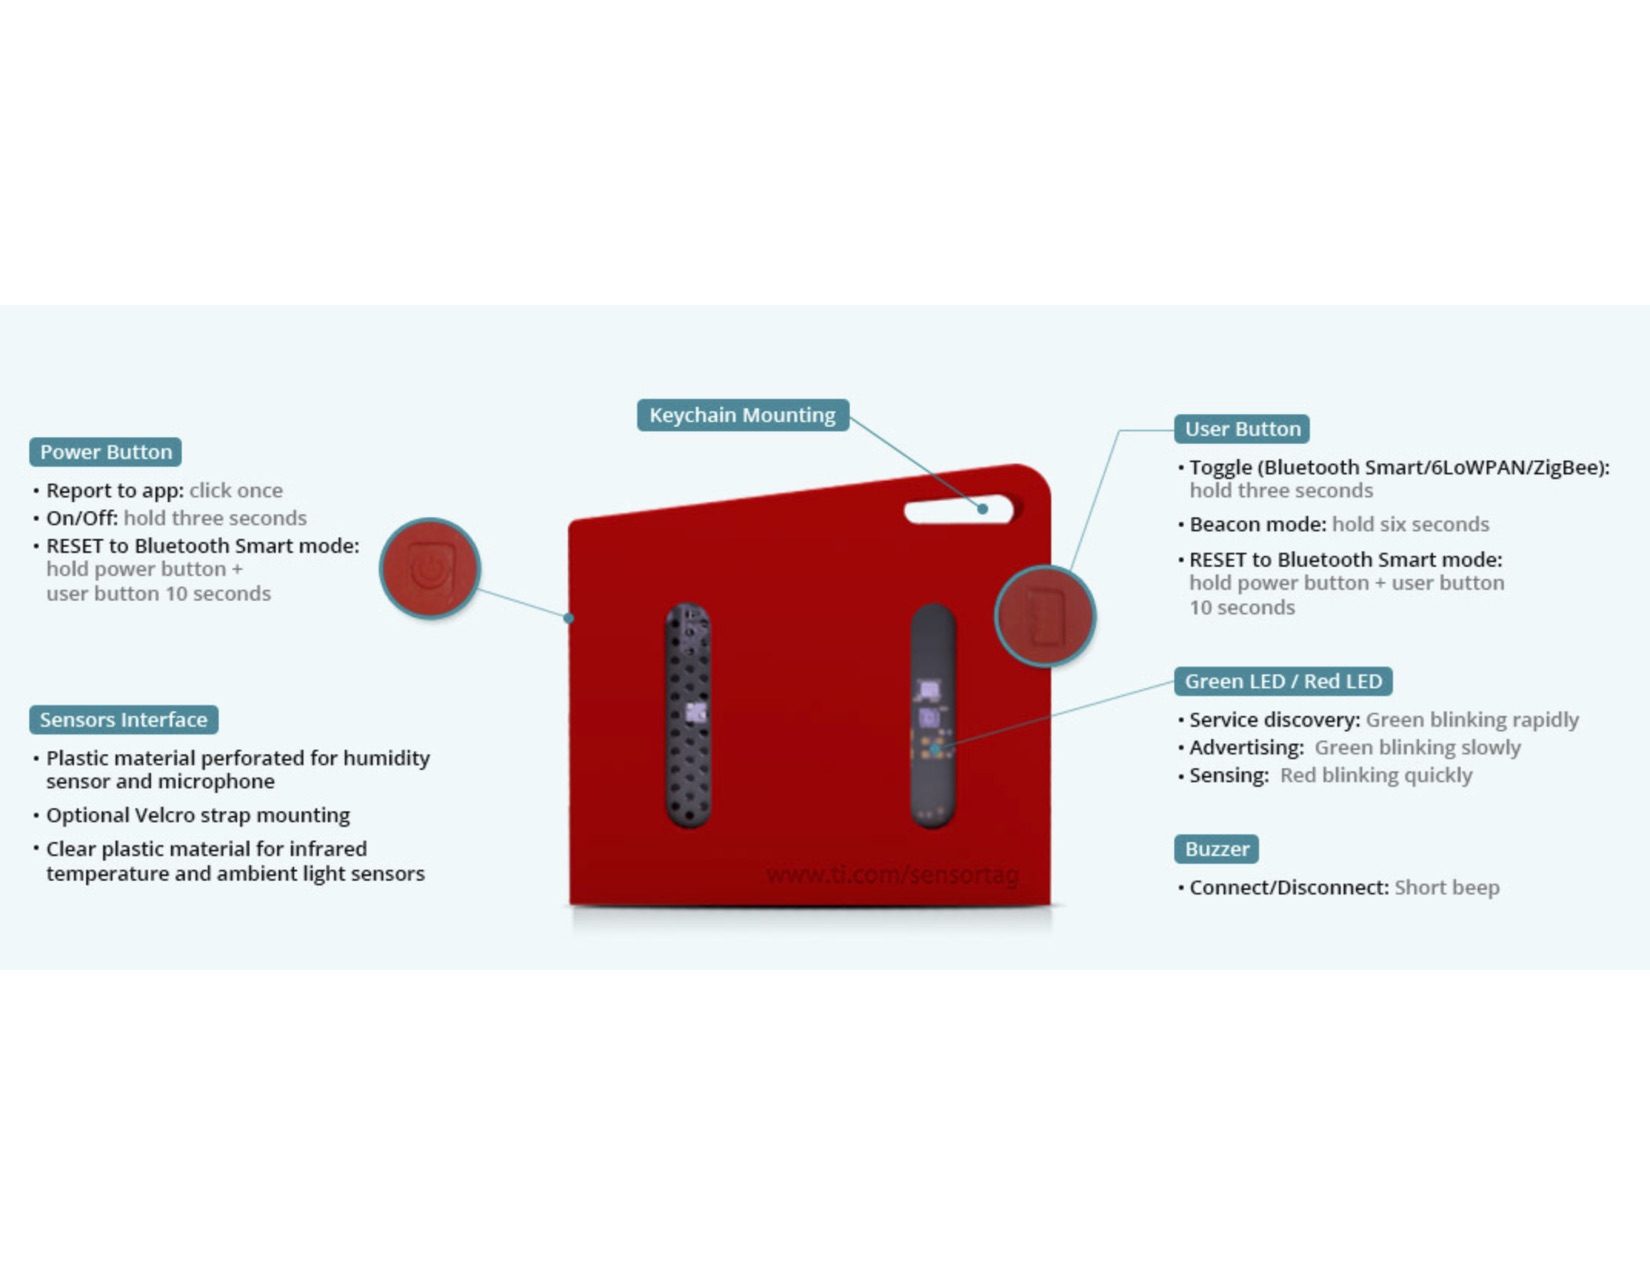 Keychain Mounting
Power Button
• Report to app: click once
• On/Off: hold three seconds
• RESET to Bluetooth Smart mode:
hold power button +
user button 10 seconds
Sensors Interface
• Plastic material perforated for humidity
sensor and microphone
• Optional Velcro strap mounting
• Clear plastic material for infrared
temperature and ambient light sensors
www.ti.com/sensortag
User Button
• Toggle (Bluetooth Smart/6LoWPAN/ZigBee):
hold three seconds
• Beacon mode: hold six seconds
• RESET to Bluetooth Smart mode:
hold power button + user button
10 seconds
Green LED / Red LED
• Service discovery: Green blinking rapidly
• Advertising: Green blinking slowly
• Sensing: Red blinking quickly
Buzzer
• Connect/Disconnect: Short beep